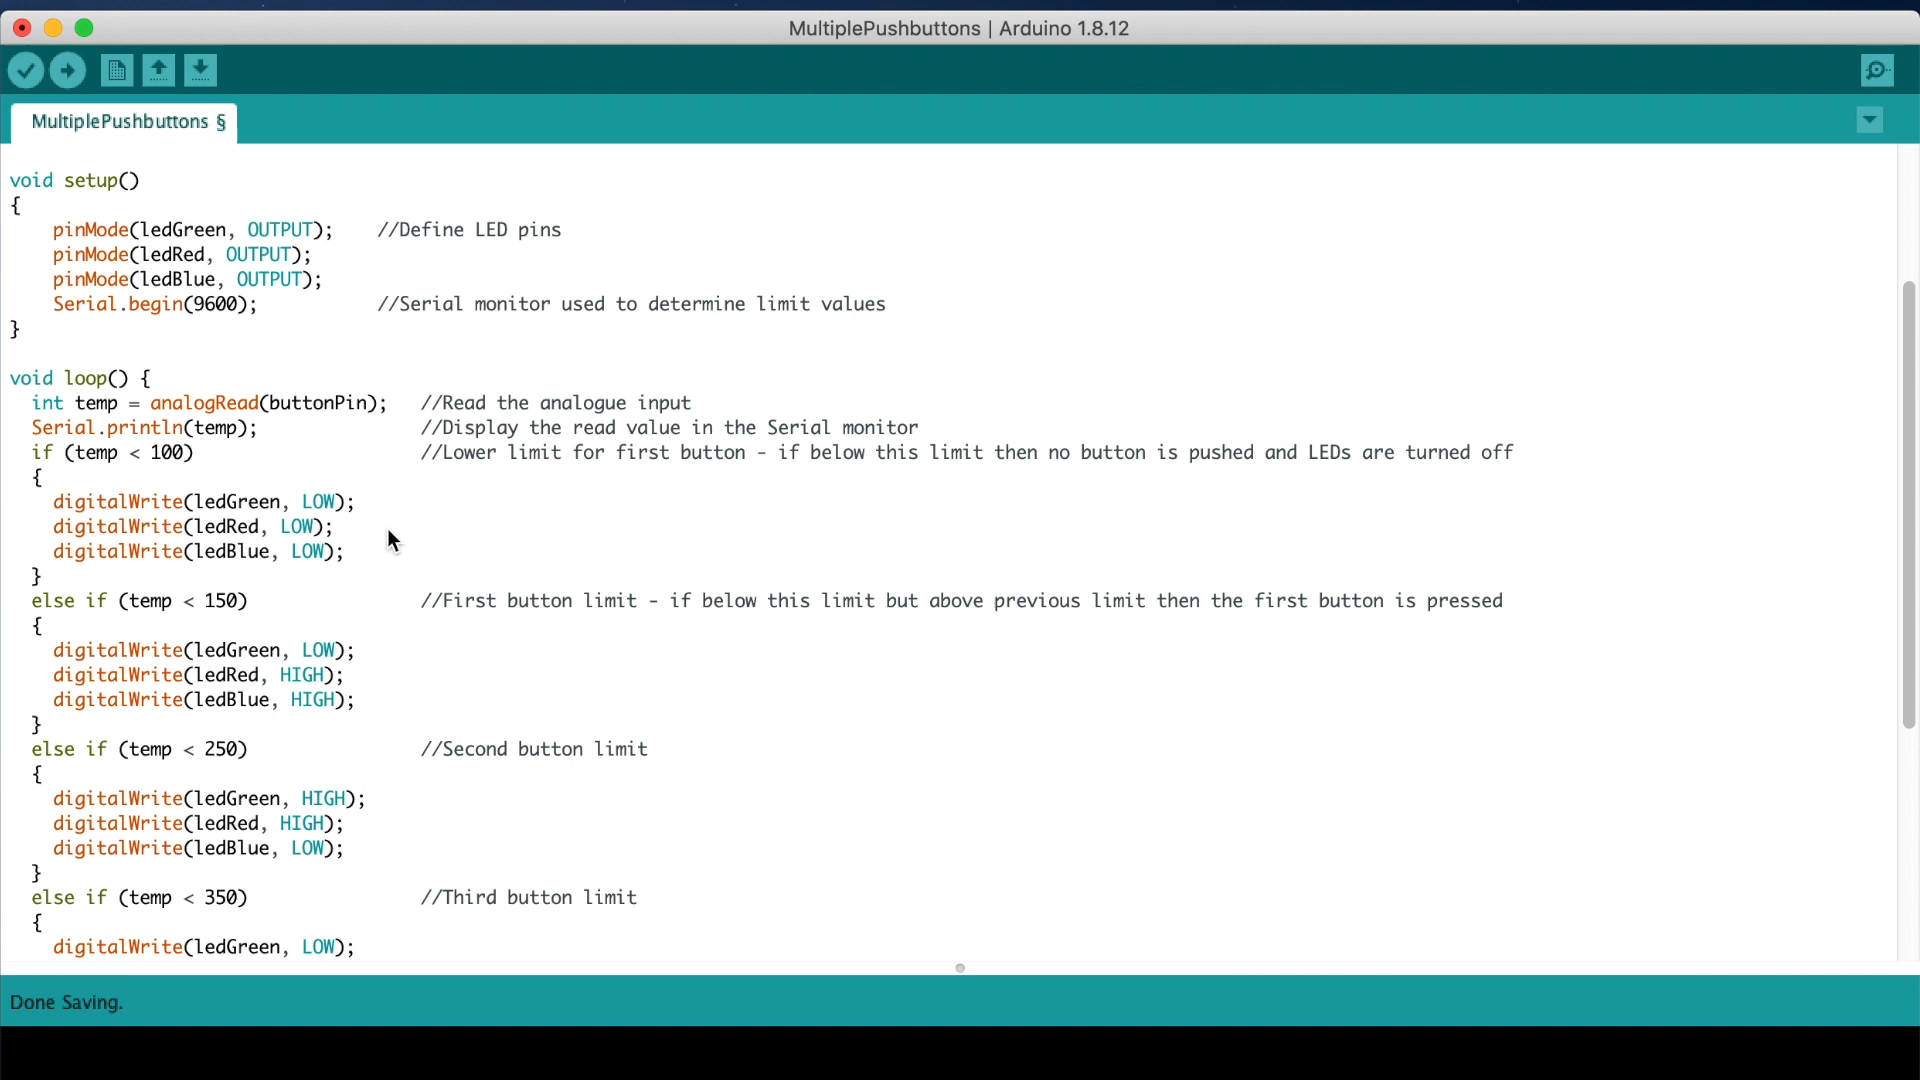 MultiplePushbuttons | Arduino 1.8.12
MultiplePushbuttons §
void setup()
{
    pinMode(ledGreen, OUTPUT);    //Define LED pins
    pinMode(ledRed, OUTPUT);
    pinMode(ledBlue, OUTPUT);
    Serial.begin(9600);           //Serial monitor used to determine limit values
}
void loop() {
  int temp = analogRead(buttonPin);   //Read the analogue input
  Serial.println(temp);               //Display the read value in the Serial monitor
  if (temp < 100)                     //Lower limit for first button - if below this limit then no button is pushed and LEDs are turned off
  {
    digitalWrite(ledGreen, LOW);
    digitalWrite(ledRed, LOW);
    digitalWrite(ledBlue, LOW);
  }
  else if (temp < 150)                //First button limit - if below this limit but above previous limit then the first button is pressed
  {
    digitalWrite(ledGreen, LOW);
    digitalWrite(ledRed, HIGH);
    digitalWrite(ledBlue, HIGH);
  }
  else if (temp < 250)                //Second button limit
  {
    digitalWrite(ledGreen, HIGH);
    digitalWrite(ledRed, HIGH);
    digitalWrite(ledBlue, LOW);
  }
  else if (temp < 350)                //Third button limit
  {
    digitalWrite(ledGreen, LOW);
Done Saving.